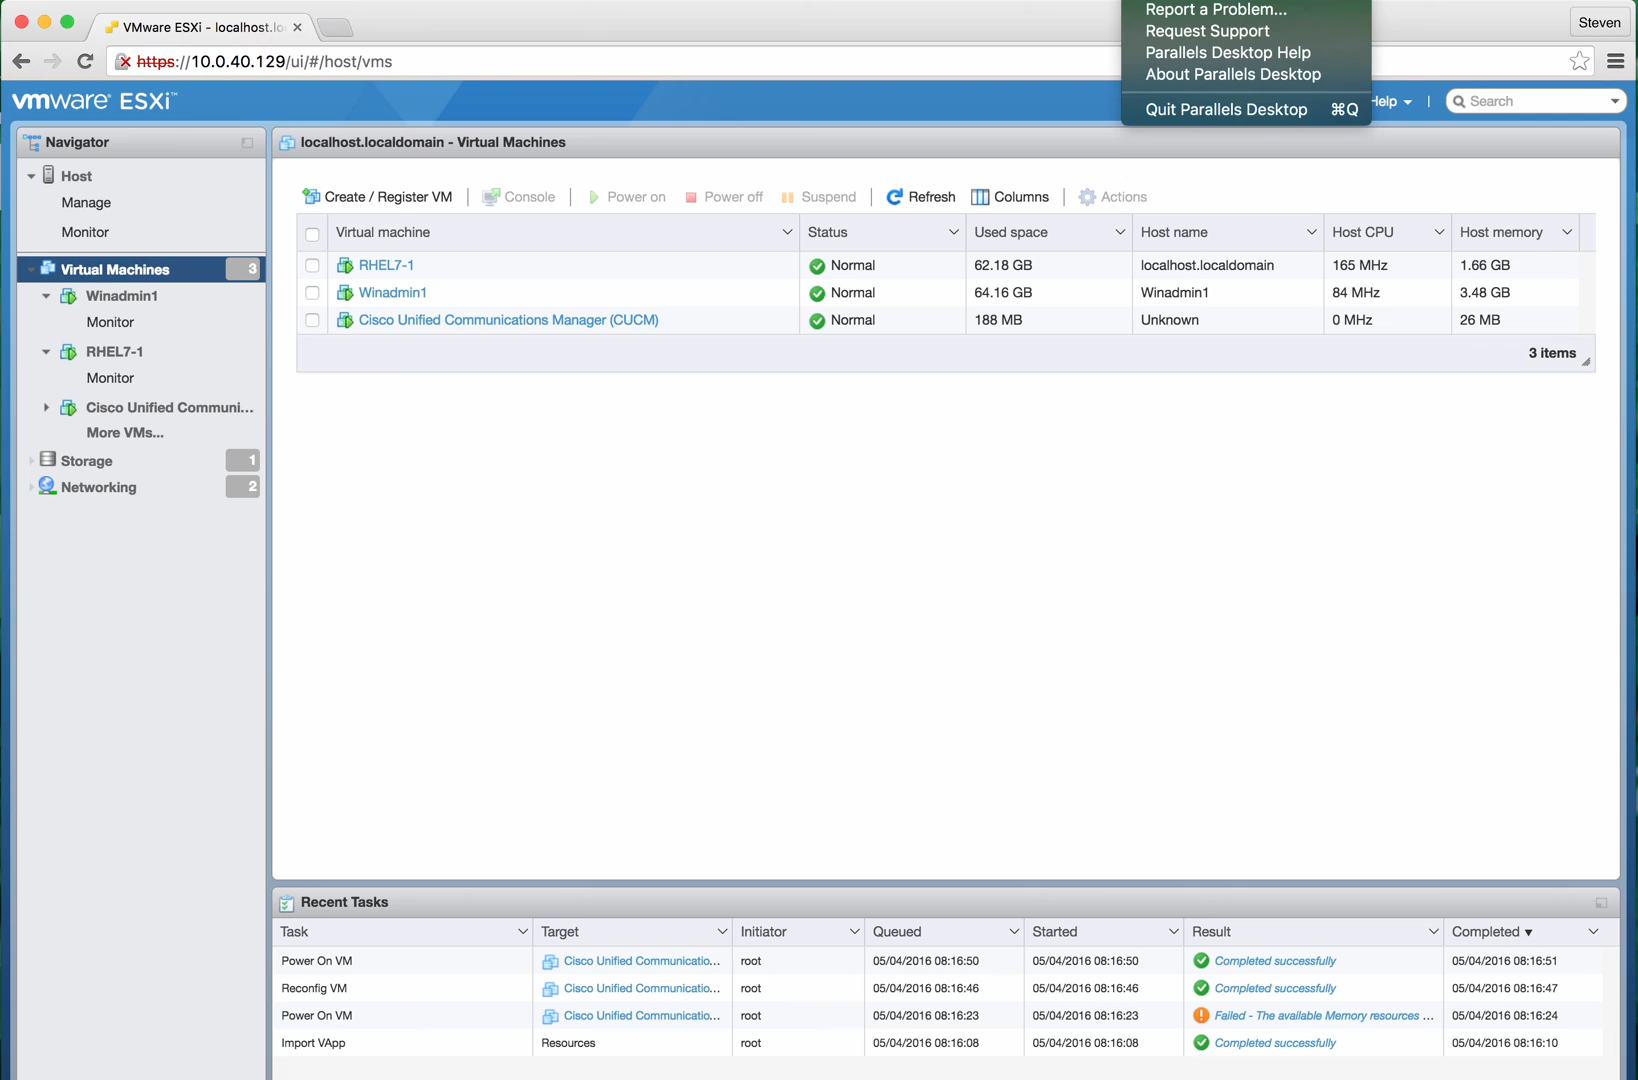 VMware ESXi - localhost.lo
Steven
https://10.0.40.129/ui/#/host/vms
Report a Problem...
Request Support
Parallels Desktop Help
About Parallels Desktop
Quit Parallels Desktop ⌘Q
vmware ESXi™
Help
Search
Navigator
Host
Manage
Monitor
Virtual Machines 3
Winadmin1
Monitor
RHEL7-1
Monitor
Cisco Unified Communi...
More VMs...
Storage 1
Networking 2
localhost.localdomain - Virtual Machines
Create / Register VM | Console | Power on Power off Suspend | Refresh Columns | Actions
Virtual machine Status Used space Host name Host CPU Host memory
RHEL7-1 Normal 62.18 GB localhost.localdomain 165 MHz 1.66 GB
Winadmin1 Normal 64.16 GB Winadmin1 84 MHz 3.48 GB
Cisco Unified Communications Manager (CUCM) Normal 188 MB Unknown 0 MHz 26 MB
3 items
Recent Tasks
Task Target Initiator Queued Started Result Completed ▼
Power On VM Cisco Unified Communicatio... root 05/04/2016 08:16:50 05/04/2016 08:16:50 Completed successfully 05/04/2016 08:16:51
Reconfig VM Cisco Unified Communicatio... root 05/04/2016 08:16:46 05/04/2016 08:16:46 Completed successfully 05/04/2016 08:16:47
Power On VM Cisco Unified Communicatio... root 05/04/2016 08:16:23 05/04/2016 08:16:23 Failed - The available Memory resources ... 05/04/2016 08:16:24
Import VApp Resources root 05/04/2016 08:16:08 05/04/2016 08:16:08 Completed successfully 05/04/2016 08:16:10